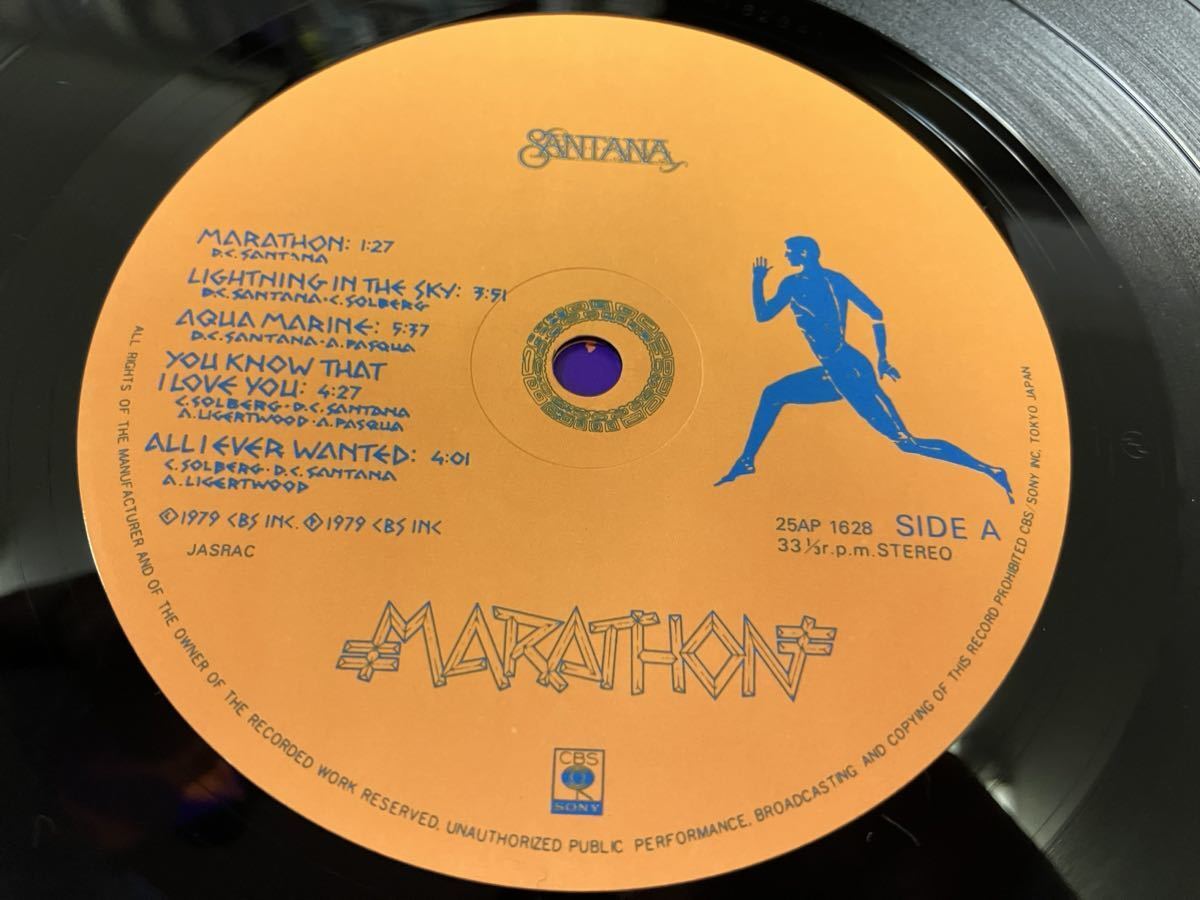 SANTANA
MARATHON: 1:27
D.C. SANTANA
LIGHTNING IN THE SKY: 3:51
D.C. SANTANA·C. SOLBERG
AQUA MARINE: 5:37
D.C. SANTANA·A. PASQUA
YOU KNOW THAT
I LOVE YOU: 4:27
C. SOLBERG·D.C. SANTANA
A. LIGERTWOOD·A. PASQUA
ALL I EVER WANTED: 4:01
C. SOLBERG·D.C. SANTANA
A. LIGERTWOOD
©1979 CBS INC. ℗1979 CBS INC
JASRAC
25AP 1628 SIDE A
33 ⅓ r.p.m. STEREO
MARATHON
CBS
SONY
ALL RIGHTS OF THE MANUFACTURER AND OF THE OWNER OF THE RECORDED WORK RESERVED. UNAUTHORIZED PUBLIC PERFORMANCE, BROADCASTING AND COPYING OF THIS RECORD PROHIBITED CBS/SONY INC. TOKYO JAPAN